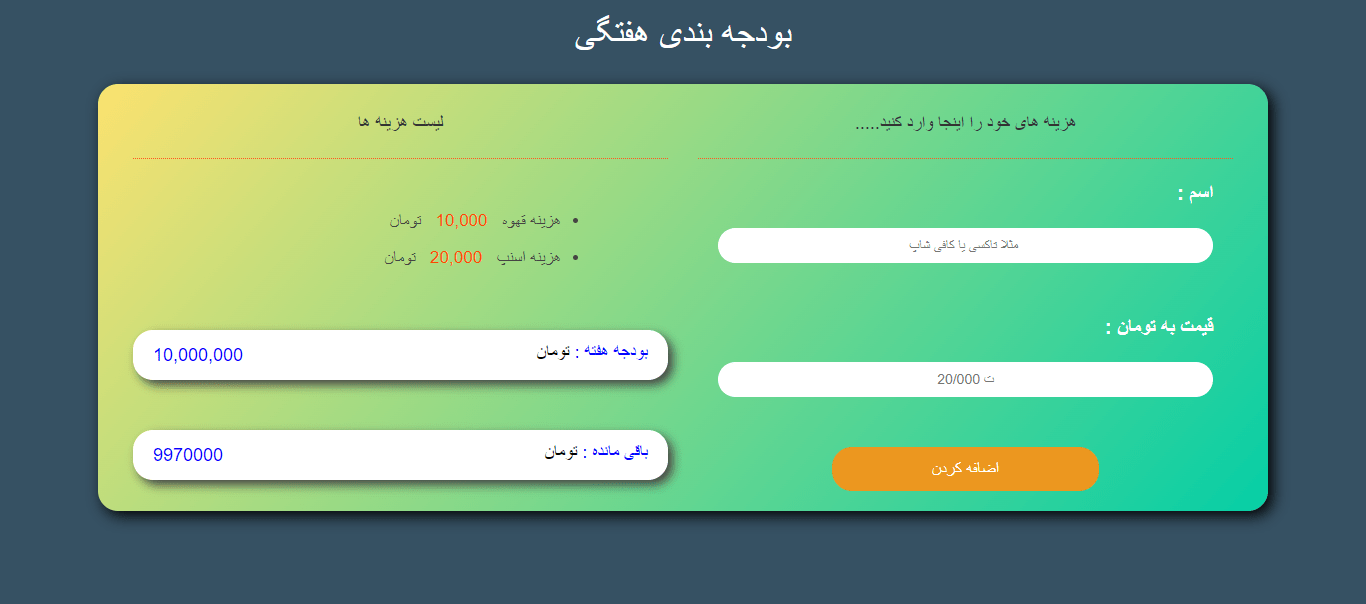 بودجه بندی هفتگی
هزینه های خود را اینجا وارد کنید.....
اسم :
مثلا تاکسی یا کافی شاپ
قیمت به تومان :
20/000 ت
اضافه کردن
لیست هزینه ها
• هزینه قهوه 10,000 تومان
• هزینه اسنپ 20,000 تومان
بودجه هفته : تومان 10,000,000
باقی مانده : تومان 9970000